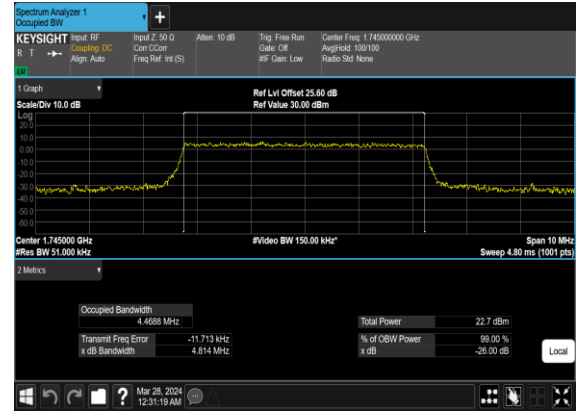 Spectrum Analyzer 1
Occupied BW
+
KEYSIGHT Input: RF Input Z: 50 Ω Atten: 10 dB Trig: Free Run Center Freq: 1.745000000 GHz
R T Coupling: DC Corr CCorr Gate: Off Avg|Hold: 100/100
Align: Auto Freq Ref: Int (S) #IF Gain: Low Radio Std: None
LU
1 Graph
Ref Lvl Offset 25.60 dB
Scale/Div 10.0 dB Ref Value 30.00 dBm
Log
20.0
10.0
0.00
-10.0
-20.0
-30.0
-40.0
-50.0
-60.0
Center 1.745000 GHz #Video BW 150.00 kHz* Span 10 MHz
#Res BW 51.000 kHz Sweep 4.80 ms (1001 pts)
2 Metrics
Occupied Bandwidth
4.4688 MHz Total Power 22.7 dBm
Transmit Freq Error -11.713 kHz % of OBW Power 99.00 %
x dB Bandwidth 4.814 MHz x dB -26.00 dB
Local
? Mar 28, 2024
12:31:19 AM